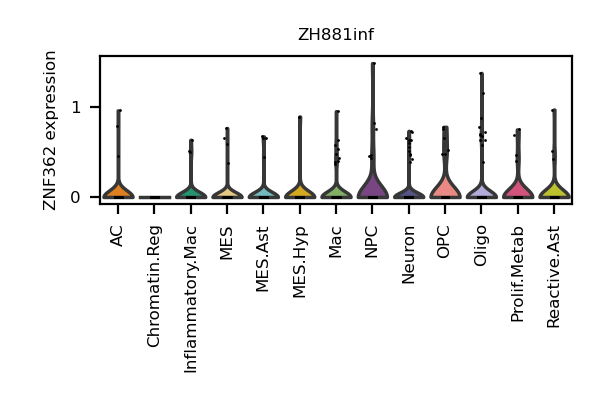 ZH881inf
ZNF362 expression
1
0
AC
Chromatin.Reg
Inflammatory.Mac
MES
MES.Ast
MES.Hyp
Mac
NPC
Neuron
OPC
Oligo
Prolif.Metab
Reactive.Ast